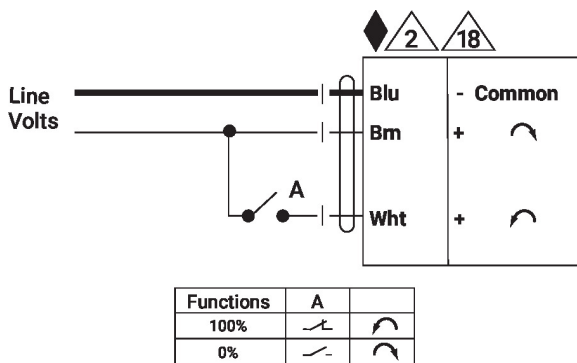 2 18
Line
Volts
Blu - Common
Brn +
A
Wht +
Functions A
100%
0%